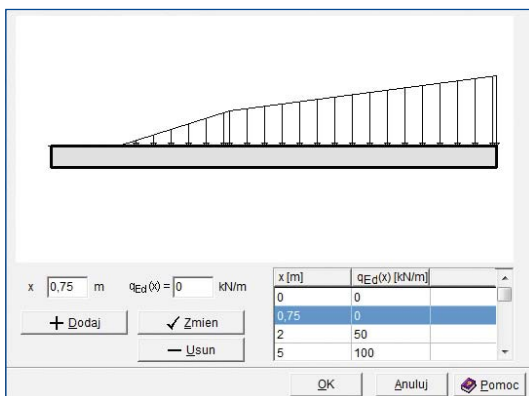 x 0,75 m qEd(x) = 0 kN/m
Dodaj Zmien
Usun
x [m] qEd(x) [kN/m]
0 0
0,75 0
2 50
5 100
OK Anuluj Pomoc